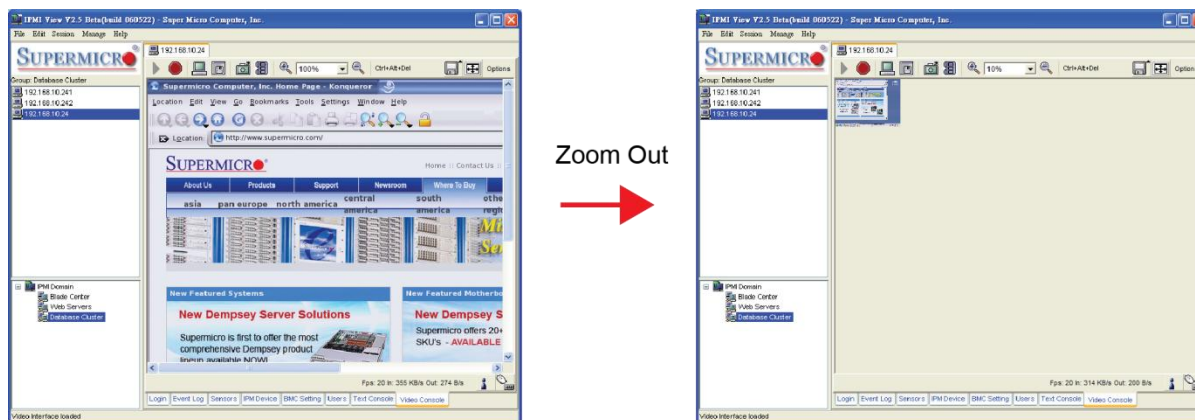 IPMI View V2.5 Beta(build 060522) - Super Micro Computer, Inc.
File Edit Session Manage Help
SUPERMICRO
192.168.10.24
100%
Ctrl+Alt+Del
Options
Group: Database Cluster
192.168.10.241
192.168.10.242
192.168.10.24
Supermicro Computer, Inc. Home Page - Konqueror
Location Edit View Go Bookmarks Tools Settings Window Help
Location: http://www.supermicro.com/
SUPERMICRO
Home :: Contact Us ::
About Us Products Support Newsroom Where To Buy
asia pan europe north america central america south america othe regi
New Featured Systems
New Featured Motherbo
New Dempsey Server Solutions
New Dempsey S
Supermicro is first to offer the most
comprehensive Dempsey product
lineup available NOW!
Supermicro offers 20+
SKU's - AVAILABLE
IPMI Domain
Blade Center
Web Servers
Database Cluster
Fps: 20 In: 355 KB/s Out: 274 B/s
Login Event Log Sensors IPM Device BMC Setting Users Text Console Video Console
Video Interface loaded
Zoom Out
IPMI View V2.5 Beta(build 060522) - Super Micro Computer, Inc.
File Edit Session Manage Help
SUPERMICRO
192.168.10.24
10%
Ctrl+Alt+Del
Option
Group: Database Cluster
192.168.10.241
192.168.10.242
192.168.10.24
IPMI Domain
Blade Center
Web Servers
Database Cluster
Fps: 20 In: 314 KB/s Out: 200 B/s
Login Event Log Sensors IPM Device BMC Setting Users Text Console Video Console
Video Interface loaded